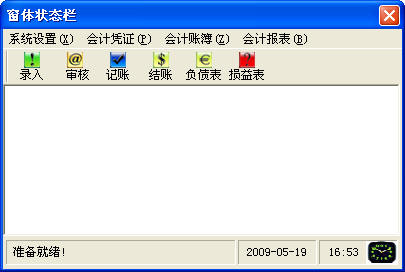 窗体状态栏
系统设置(X) 会计凭证(P) 会计账簿(Z) 会计报表(B)
! @ $ € ?
录入 审核 记账 结账 负债表 损益表
准备就绪! 2009-05-19 16:53